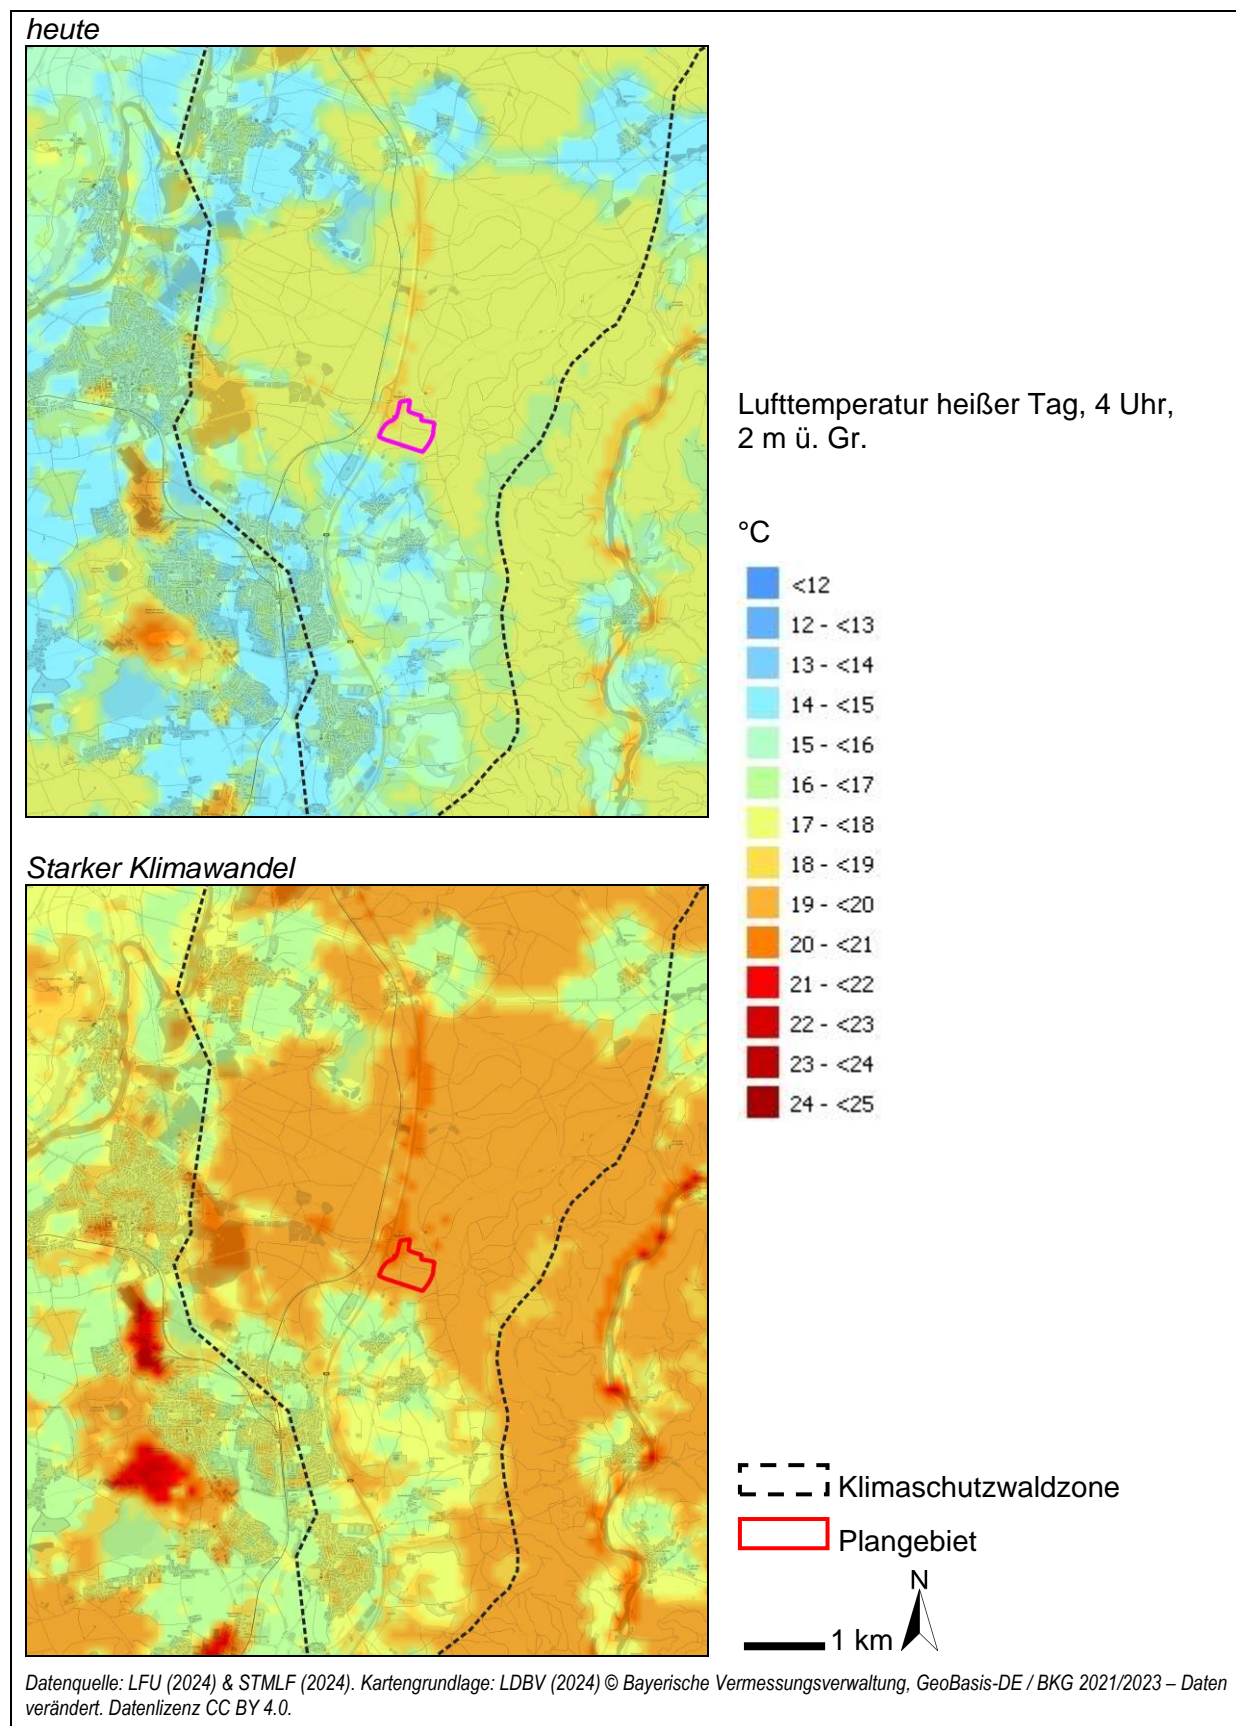 heute
Lufttemperatur heißer Tag, 4 Uhr,
2 m ü. Gr.
°C
<12
12 - <13
13 - <14
14 - <15
15 - <16
16 - <17
17 - <18
18 - <19
19 - <20
20 - <21
21 - <22
22 - <23
23 - <24
24 - <25
Starker Klimawandel
Klimaschutzwaldzone
Plangebiet
N
1 km
Datenquelle: LFU (2024) & STMLF (2024). Kartengrundlage: LDBV (2024) © Bayerische Vermessungsverwaltung, GeoBasis-DE / BKG 2021/2023 – Daten
verändert. Datenlizenz CC BY 4.0.